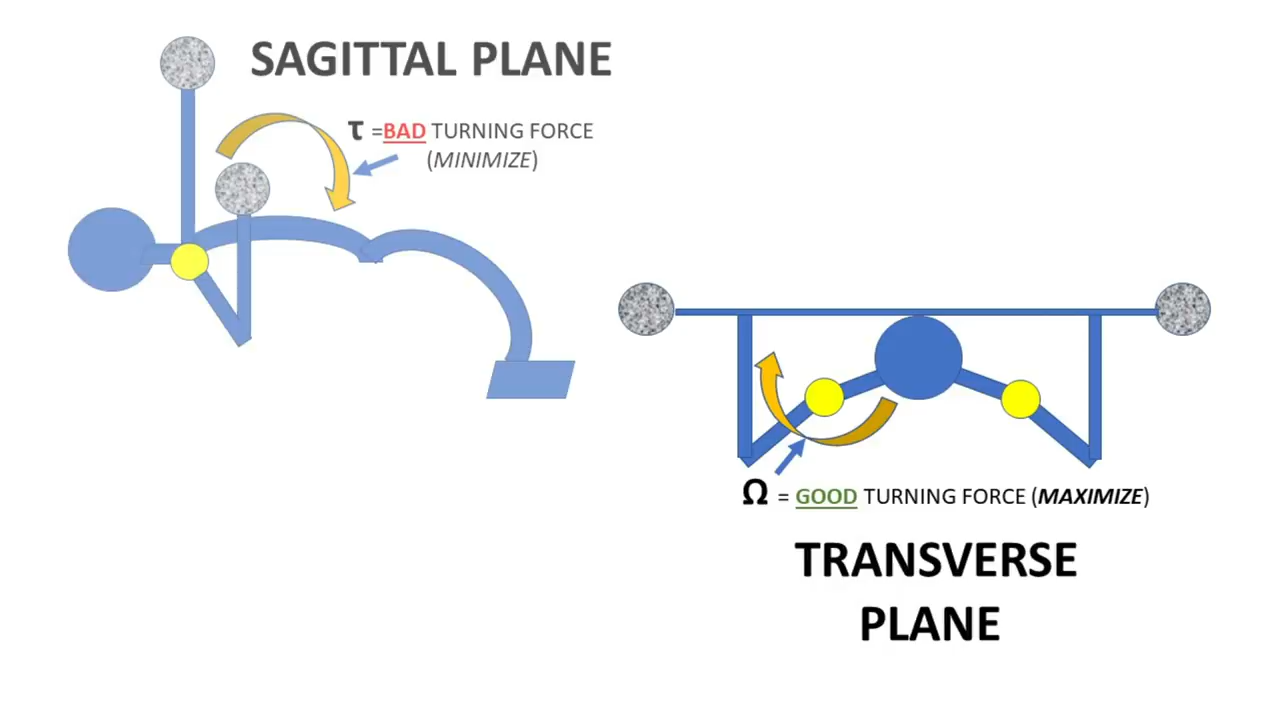 SAGITTAL PLANE
τ =BAD TURNING FORCE
(MINIMIZE)
Ω = GOOD TURNING FORCE (MAXIMIZE)
TRANSVERSE
PLANE